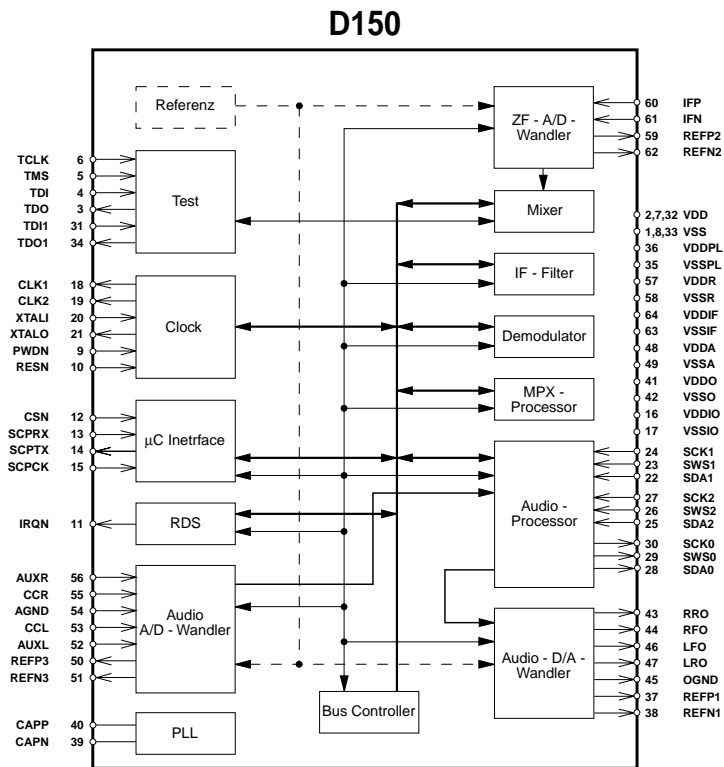 D150
Referenz
ZF - A/D -
Wandler
60 IFP
61 IFN
59 REFP2
62 REFN2
TCLK 6
TMS 5
TDI 4
TDO 3
TDI1 31
TDO1 34
Test
Mixer
2,7,32 VDD
1,8,33 VSS
36 VDDPL
35 VSSPL
57 VDDR
58 VSSR
64 VDDIF
63 VSSIF
48 VDDA
49 VSSA
41 VDDO
42 VSSO
16 VDDIO
17 VSSIO
IF - Filter
CLK1 18
CLK2 19
XTALI 20
XTALO 21
PWDN 9
RESN 10
Clock
Demodulator
MPX -
Processor
CSN 12
SCPRX 13
SCPTX 14
SCPCK 15
µC Inetrface
Audio -
Processor
24 SCK1
23 SWS1
22 SDA1
27 SCK2
26 SWS2
25 SDA2
30 SCK0
29 SWS0
28 SDA0
IRQN 11
RDS
AUXR 56
CCR 55
AGND 54
CCL 53
AUXL 52
REFP3 50
REFN3 51
Audio
A/D - Wandler
Audio - D/A -
Wandler
43 RRO
44 RFO
46 LFO
47 LRO
45 OGND
37 REFP1
38 REFN1
Bus Controller
CAPP 40
CAPN 39
PLL